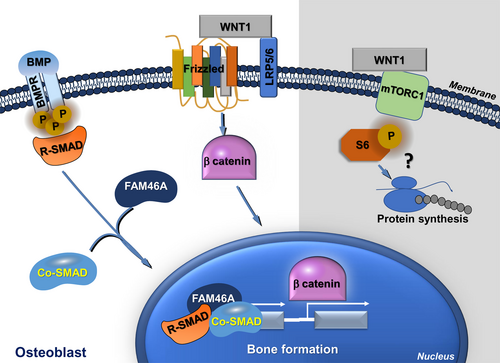 WNT1
BMP
BMPR
P
P
P
R-SMAD
Frizzled
LRP5/6
WNT1
mTORC1
Membrane
P
S6
?
Protein synthesis
β catenin
FAM46A
Co-SMAD
β catenin
FAM46A
R-SMAD
Co-SMAD
Bone formation
Osteoblast
Nucleus